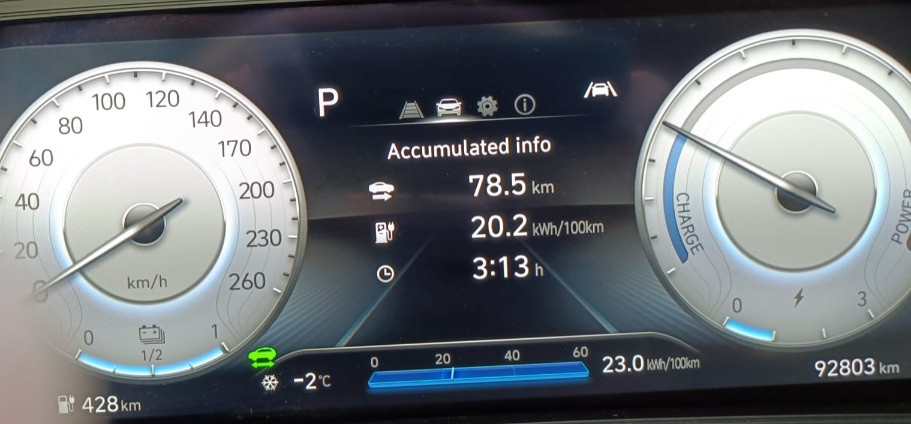 P
Accumulated info
78.5 km
20.2 kWh/100km
3:13 h
0
20
40
60
80
100
120
140
170
200
230
260
km/h
0
1/2
1
CHARGE
POWER
0
3
-2°C
0 20 40 60
23.0 kWh/100km
428 km
92803 km